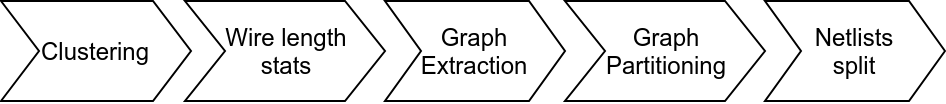 Clustering
Wire length
stats
Graph
Extraction
Graph
Partitioning
Netlists
split